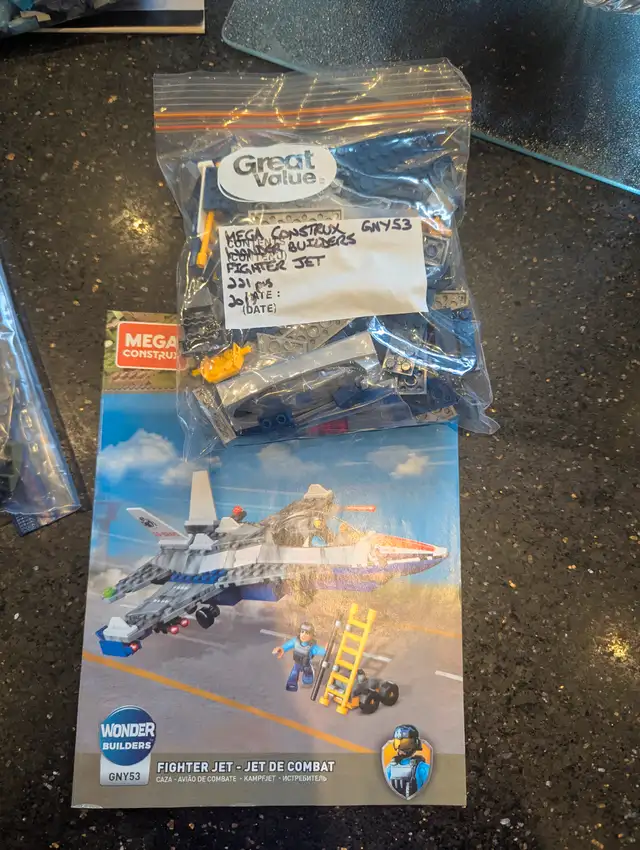 Great
Value
MEGA CONSTRUX GNY53
WONDER BUILDERS
FIGHTER JET
221 pcs
DATE :
(DATE)
MEGA
CONSTRUX
WONDER
BUILDERS
GNY53
FIGHTER JET - JET DE COMBAT
CAZA - AVIÃO DE COMBATE - KAMPFJET - ИСТРЕБИТЕЛЬ